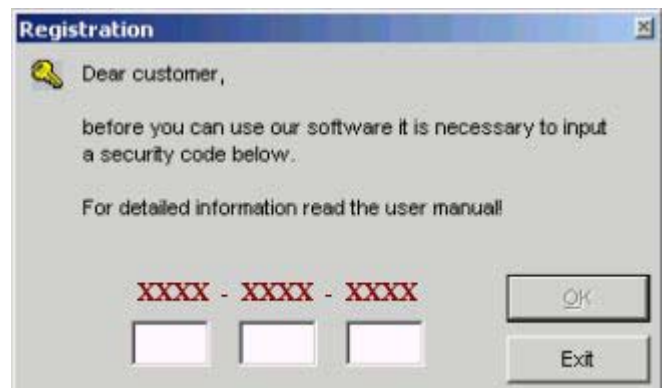 Registration
Dear customer,
before you can use our software it is necessary to input
a security code below.
For detailed information read the user manual!
XXXX - XXXX - XXXX
OK
Exit